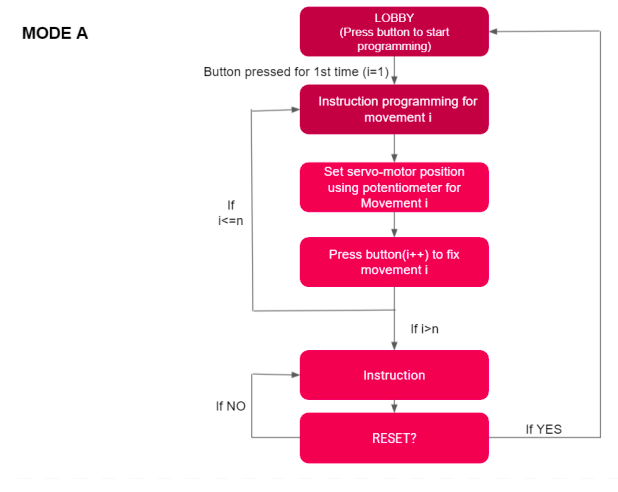 MODE A
LOBBY
(Press button to start
programming)
Button pressed for 1st time (i=1)
Instruction programming for
movement i
Set servo-motor position
using potentiometer for
Movement i
If
i<=n
Press button(i++) to fix
movement i
If i>n
Instruction
If NO
RESET?
If YES